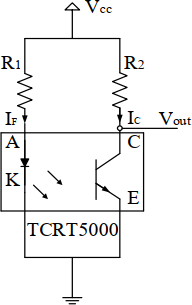 Vcc
R1 R2
IF IC
Vout
A C
K
E
TCRT5000